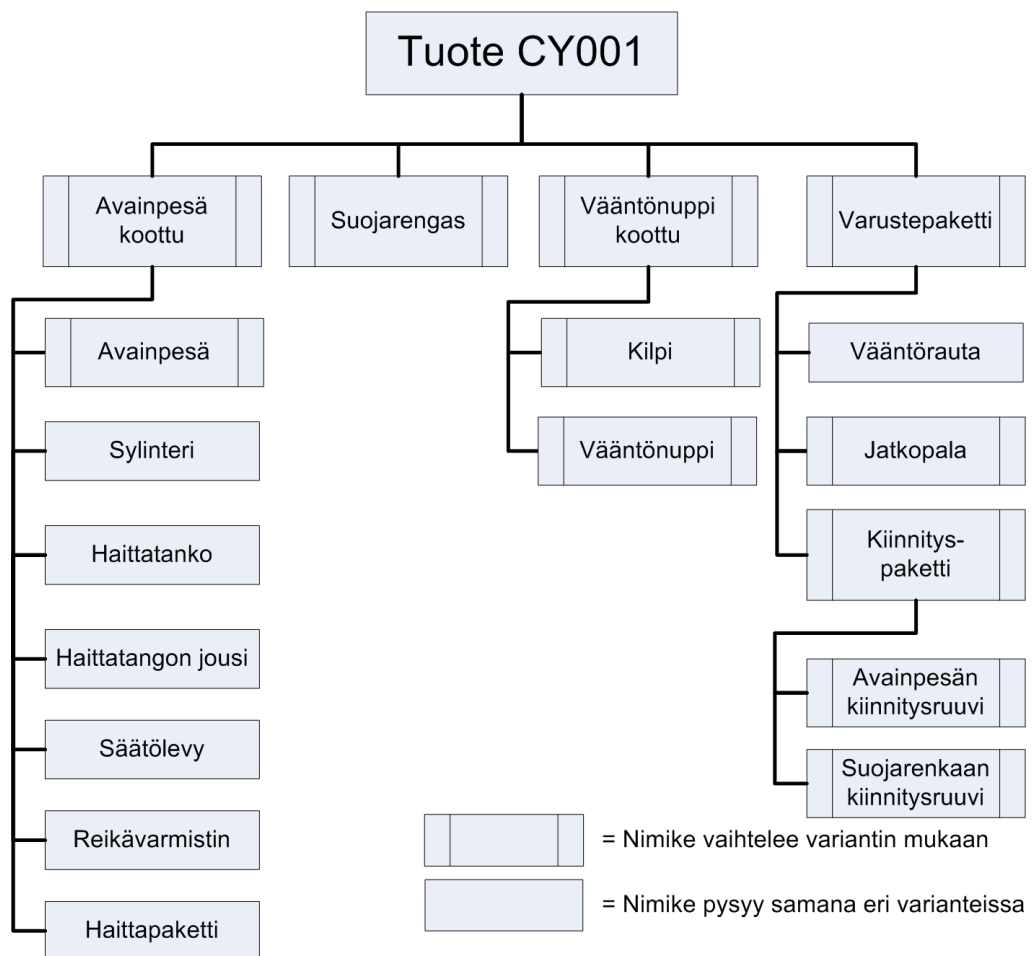 Tuote CY001
Avainpesä
koottu
Suojarengas
Vääntönuppi
koottu
Varustepaketti
Avainpesä
Sylinteri
Haittatanko
Haittatangon jousi
Säätölevy
Reikävarmistin
Haittapaketti
Kilpi
Vääntönuppi
Vääntörauta
Jatkopala
Kiinnitys-
paketti
Avainpesän
kiinnitysruuvi
Suojarenkaan
kiinnitysruuvi
= Nimike vaihtelee variantin mukaan
= Nimike pysyy samana eri varianteissa